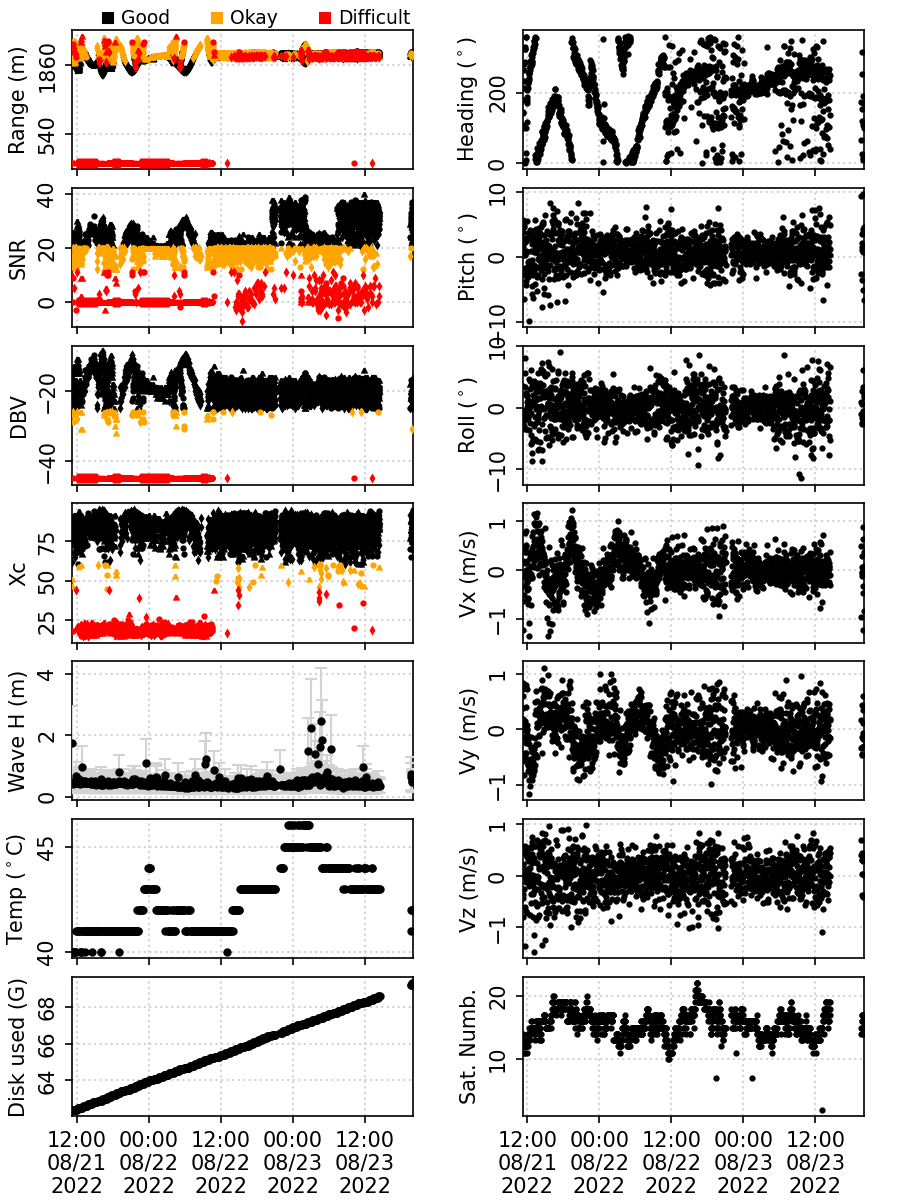 Good Okay Difficult
Range (m)
1860
540
Heading (°)
200
0
SNR
40
20
0
Pitch (°)
10
0
−10
DBV
−20
−40
Roll (°)
10
0
−10
Xc
75
50
25
Vx (m/s)
1
0
−1
Wave H (m)
4
2
0
Vy (m/s)
1
0
−1
Temp (°C)
45
40
Vz (m/s)
1
0
−1
Disk used (G)
68
66
64
Sat. Numb.
20
10
12:00 00:00 12:00 00:00 12:00
08/21 08/22 08/22 08/23 08/23
2022 2022 2022 2022 2022
12:00 00:00 12:00 00:00 12:00
08/21 08/22 08/22 08/23 08/23
2022 2022 2022 2022 2022